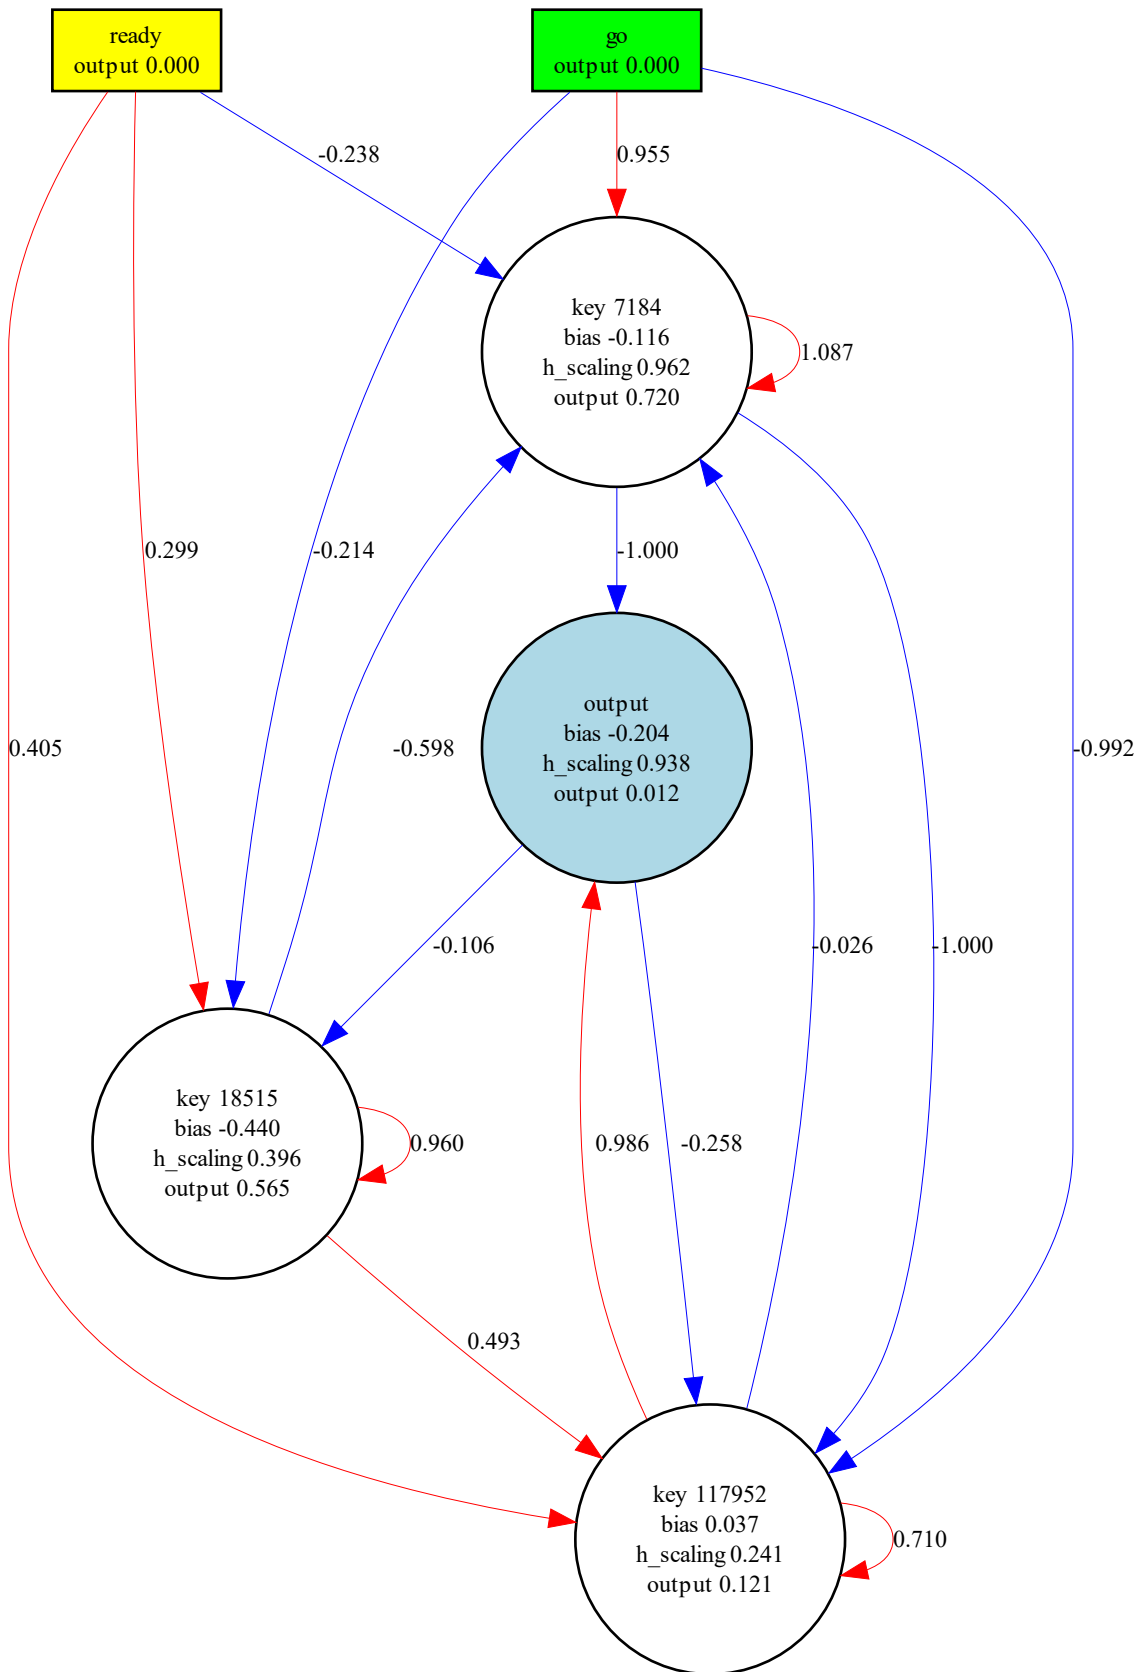 ready
output 0.000
go
output 0.000
-0.238
0.955
key 7184
bias -0.116
h_scaling 0.962
output 0.720
1.087
0.299
-0.214
-1.000
output
bias -0.204
h_scaling 0.938
output 0.012
0.405
-0.598
-0.992
-0.106
-0.026
-1.000
key 18515
bias -0.440
h_scaling 0.396
output 0.565
0.960
0.986
-0.258
0.493
key 117952
bias 0.037
h_scaling 0.241
output 0.121
0.710